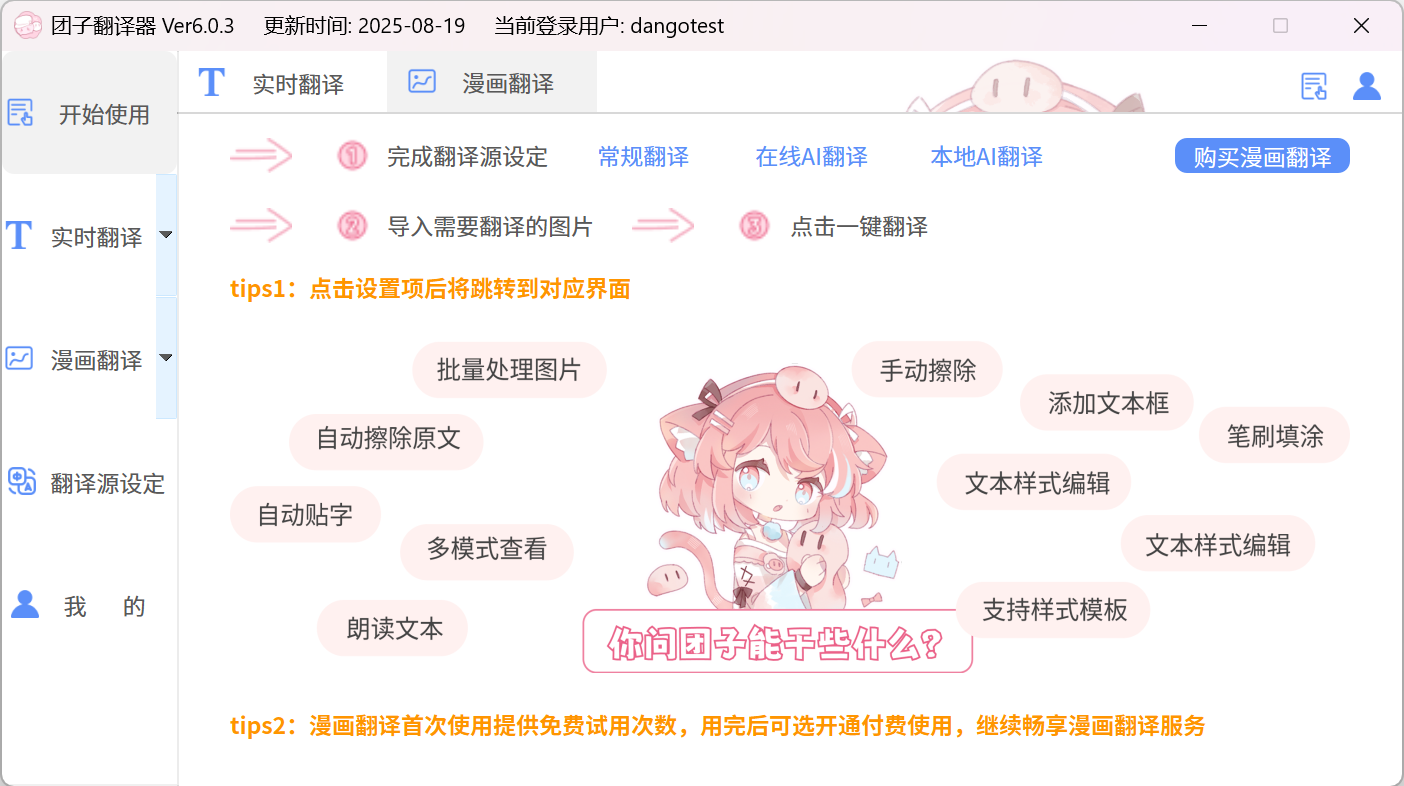 团子翻译器 Ver6.0.3 更新时间: 2025-08-19 当前登录用户: dangotest
开始使用
实时翻译
漫画翻译
翻译源设定
我 的
T 实时翻译 漫画翻译
① 完成翻译源设定 常规翻译 在线AI翻译 本地AI翻译 购买漫画翻译
② 导入需要翻译的图片 ③ 点击一键翻译
tips1：点击设置项后将跳转到对应界面
批量处理图片
手动擦除
添加文本框
自动擦除原文
笔刷填涂
文本样式编辑
自动贴字
多模式查看
文本样式编辑
支持样式模板
朗读文本
你问团子能干些什么?
tips2：漫画翻译首次使用提供免费试用次数，用完后可选开通付费使用，继续畅享漫画翻译服务